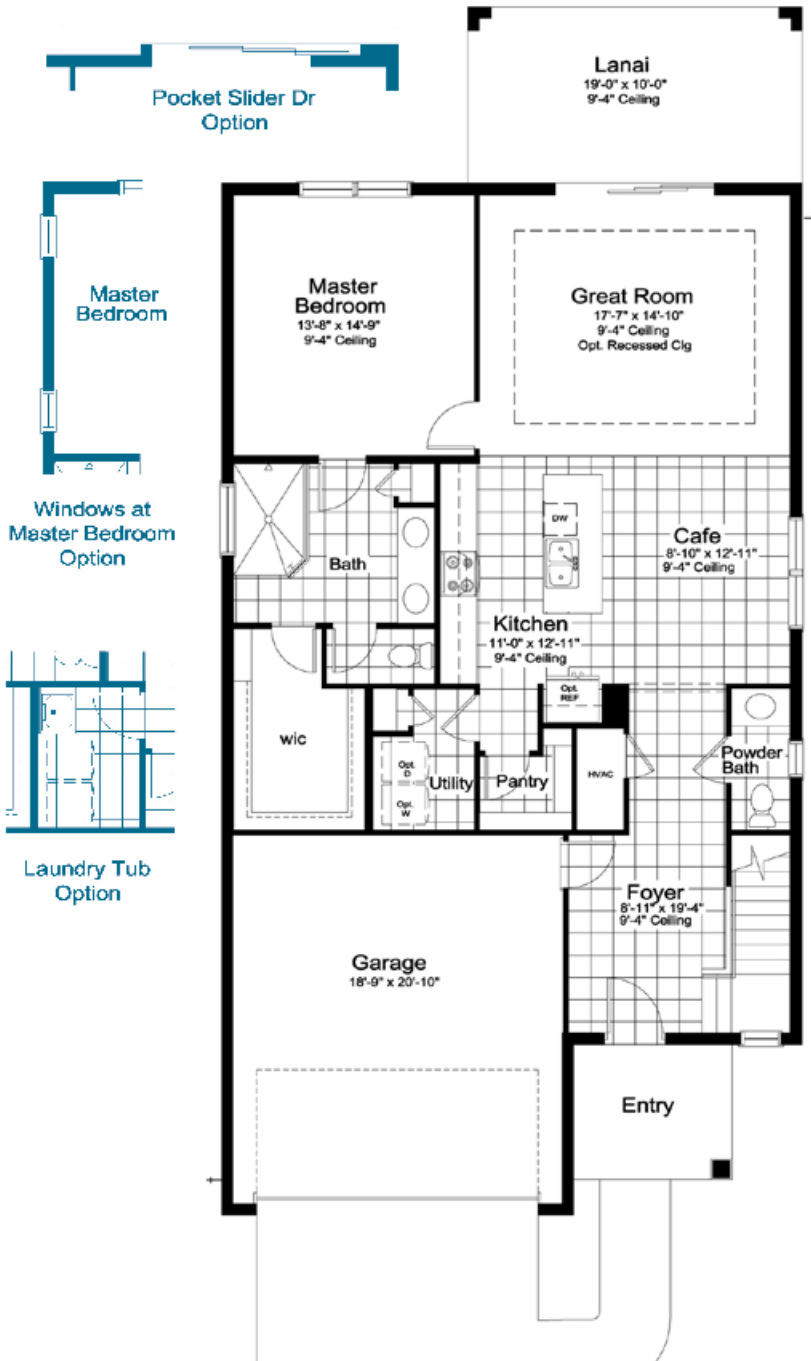 Pocket Slider Dr
Option
Lanai
19'-0" x 10'-0"
9'-4" Ceiling
Master
Bedroom
Windows at
Master Bedroom
Option
Master
Bedroom
13'-8" x 14'-9"
9'-4" Ceiling
Great Room
17'-7" x 14'-10"
9'-4" Ceiling
Opt. Recessed Clg
DW
Cafe
8'-10" x 12'-11"
9'-4" Ceiling
Bath
Kitchen
11'-0" x 12'-11"
9'-4" Ceiling
Opt.
REF
wic
Opt.
D
Opt.
W
Utility
Pantry
HVAC
Powder
Bath
Laundry Tub
Option
Foyer
8'-11" x 19'-4"
9'-4" Ceiling
Garage
18'-9" x 20'-10"
Entry